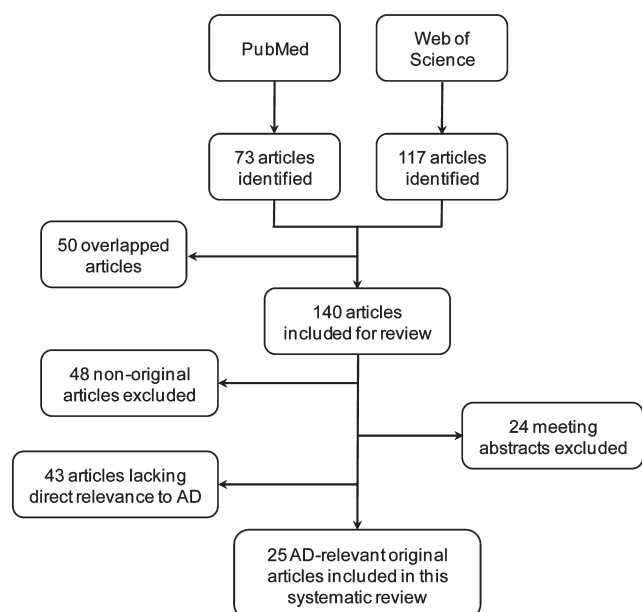 PubMed
Web of
Science
73 articles
identified
117 articles
identified
50 overlapped
articles
140 articles
included for review
48 non-original
articles excluded
24 meeting
abstracts excluded
43 articles lacking
direct relevance to AD
25 AD-relevant original
articles included in this
systematic review